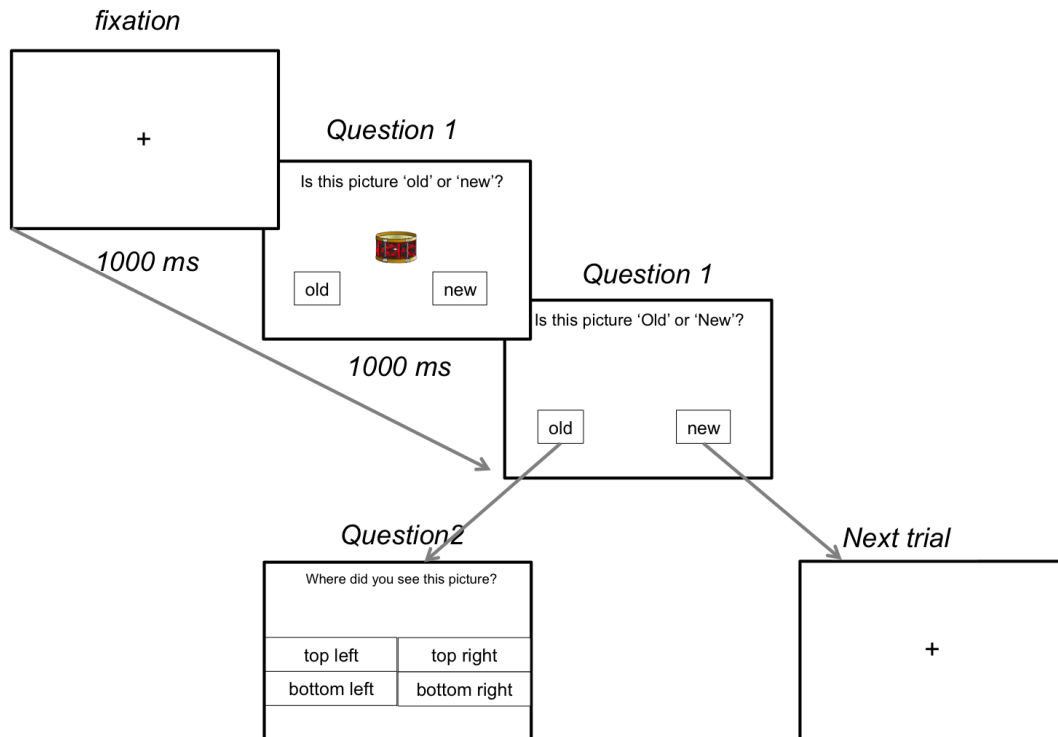 fixation
+
Question 1
Is this picture ‘old’ or ‘new’?
old new
1000 ms
Question 1
Is this picture ‘Old’ or ‘New’?
1000 ms
old new
Question2
Where did you see this picture?
top left top right
bottom left bottom right
Next trial
+